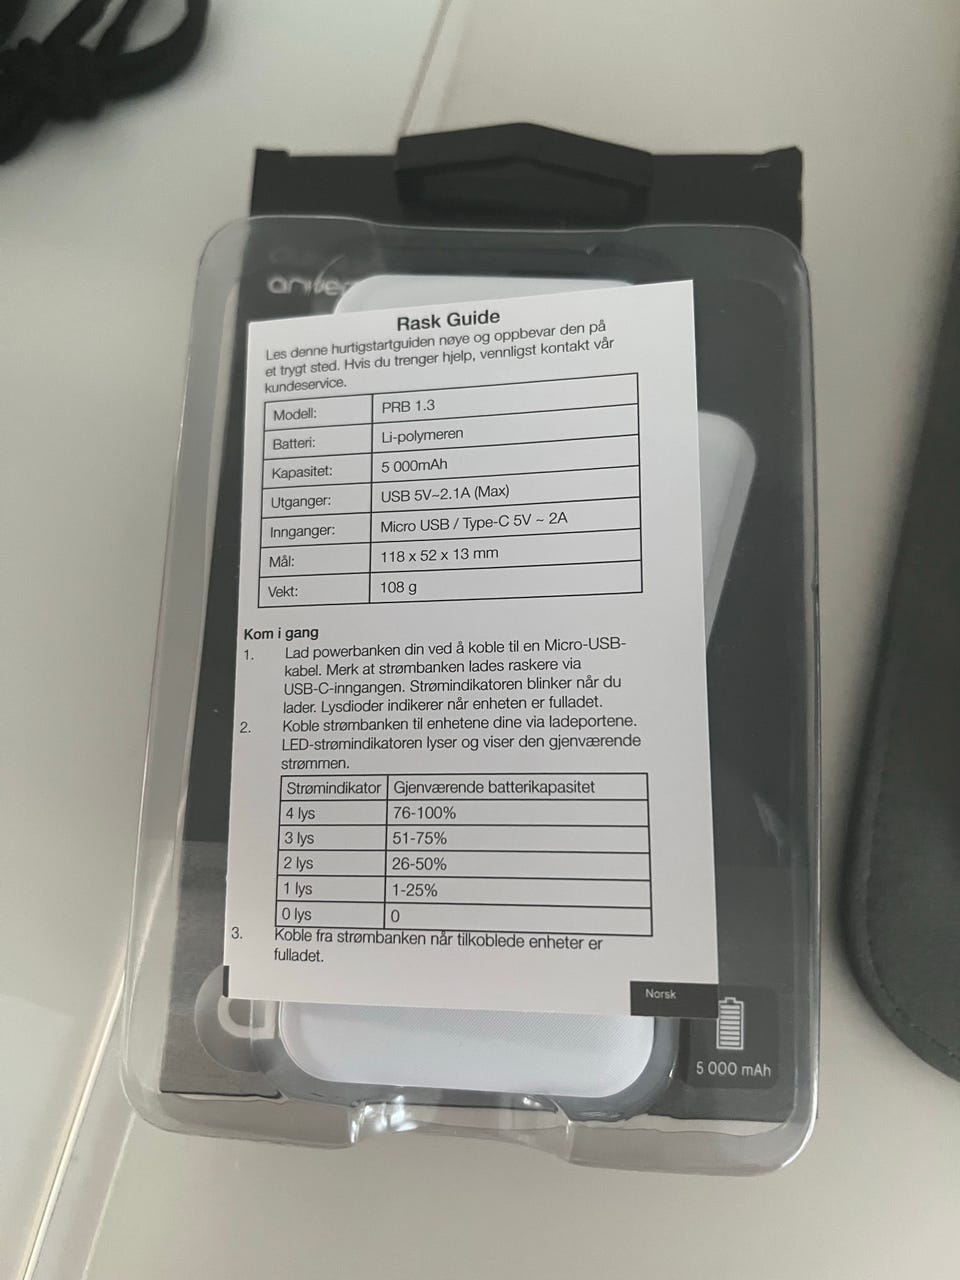 Rask Guide
Les denne hurtigstartguiden nøye og oppbevar den på
et trygt sted. Hvis du trenger hjelp, vennligst kontakt vår
kundeservice.
Modell: PRB 1.3
Batteri: Li-polymeren
Kapasitet: 5 000mAh
Utganger: USB 5V~2.1A (Max)
Innganger: Micro USB / Type-C 5V ~ 2A
Mål: 118 x 52 x 13 mm
Vekt: 108 g
Kom i gang
1. Lad powerbanken din ved å koble til en Micro-USB-
kabel. Merk at strømbanken lades raskere via
USB-C-inngangen. Strømindikatoren blinker når du
lader. Lysdioder indikerer når enheten er fulladet.
2. Koble strømbanken til enhetene dine via ladeportene.
LED-strømindikatoren lyser og viser den gjenværende
strømmen.
Strømindikator Gjenværende batterikapasitet
4 lys 76-100%
3 lys 51-75%
2 lys 26-50%
1 lys 1-25%
0 lys 0
3. Koble fra strømbanken når tilkoblede enheter er
fulladet.
Norsk
5 000 mAh